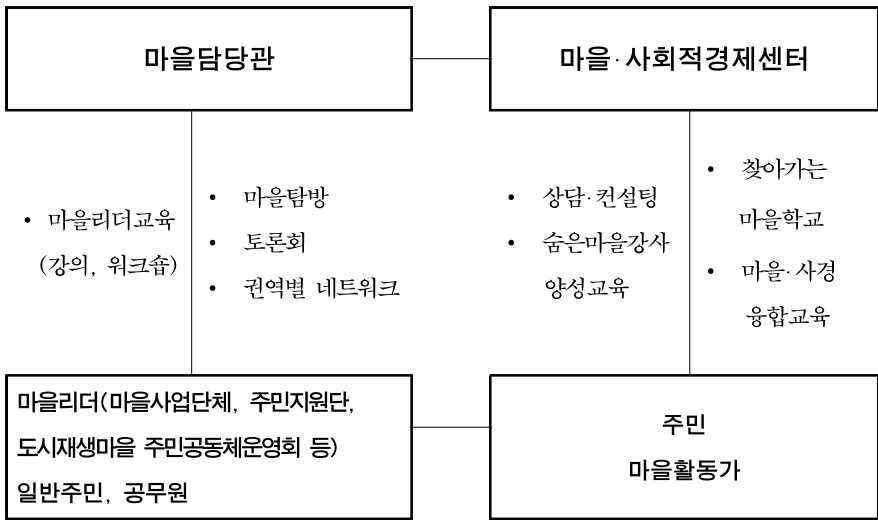 마을담당관
마을·사회적경제센터
• 마을리더교육
(강의, 워크숍)
• 마을탐방
• 토론회
• 권역별 네트워크
• 상담·컨설팅
• 숨은마을강사
양성교육
• 찾아가는
마을학교
• 마을·사경
융합교육
마을리더(마을사업단체, 주민지원단,
도시재생마을 주민공동체운영회 등)
일반주민, 공무원
주민
마을활동가